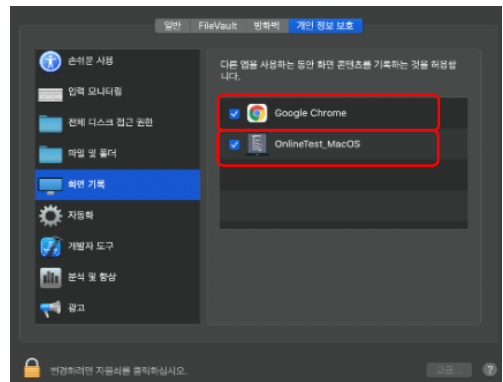 일반 FileVault 방화벽 개인 정보 보호
손쉬운 사용
입력 모니터링
전체 디스크 접근 권한
파일 및 폴더
화면 기록
자동화
개발자 도구
분석 및 향상
광고
다른 앱을 사용하는 동안 화면 콘텐츠를 기록하는 것을 허용합
니다.
Google Chrome
OnlineTest_MacOS
변경하려면 자물쇠를 클릭하십시오.
고급...
?